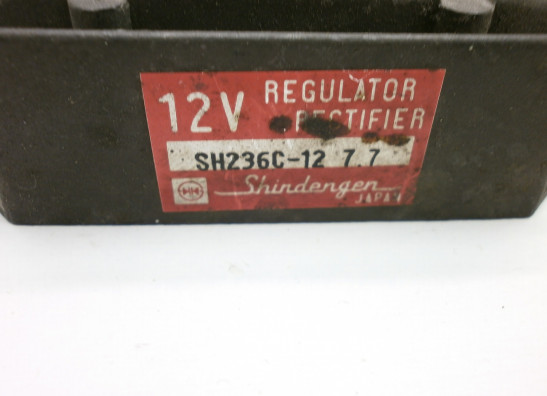 12V REGULATOR
RECTIFIER
SH236C-12 7.7
Shindengen
JAPAN